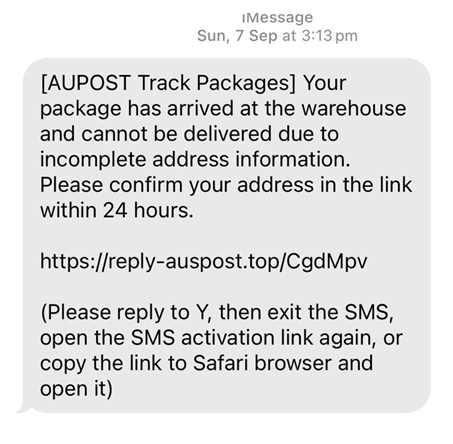 iMessage
Sun, 7 Sep at 3:13 pm
[AUPOST Track Packages] Your
package has arrived at the warehouse
and cannot be delivered due to
incomplete address information.
Please confirm your address in the link
within 24 hours.
https://reply-auspost.top/CgdMpv
(Please reply to Y, then exit the SMS,
open the SMS activation link again, or
copy the link to Safari browser and
open it)